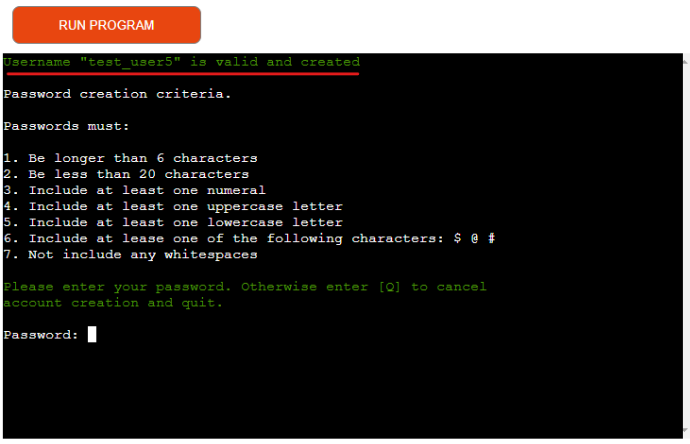 RUN PROGRAM
Username "test_user5" is valid and created
Password creation criteria.
Passwords must:
1. Be longer than 6 characters
2. Be less than 20 characters
3. Include at least one numeral
4. Include at least one uppercase letter
5. Include at least one lowercase letter
6. Include at lease one of the following characters: $ @ #
7. Not include any whitespaces
Please enter your password. Otherwise enter [Q] to cancel
account creation and quit.
Password: